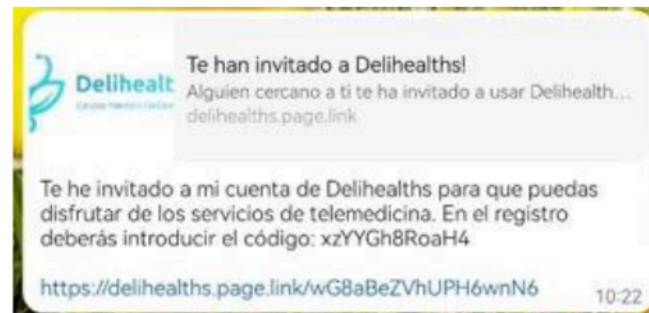 Delihealt
Te han invitado a Delihealths!
Alguien cercano a ti te ha invitado a usar Delihealth...
delihealths.page.link
Te he invitado a mi cuenta de Delihealths para que puedas
disfrutar de los servicios de telemedicina. En el registro
deberás introducir el código: xzYYGh8RoaH4
https://delihealths.page.link/wG8aBeZVhUPH6wnN6
10:22